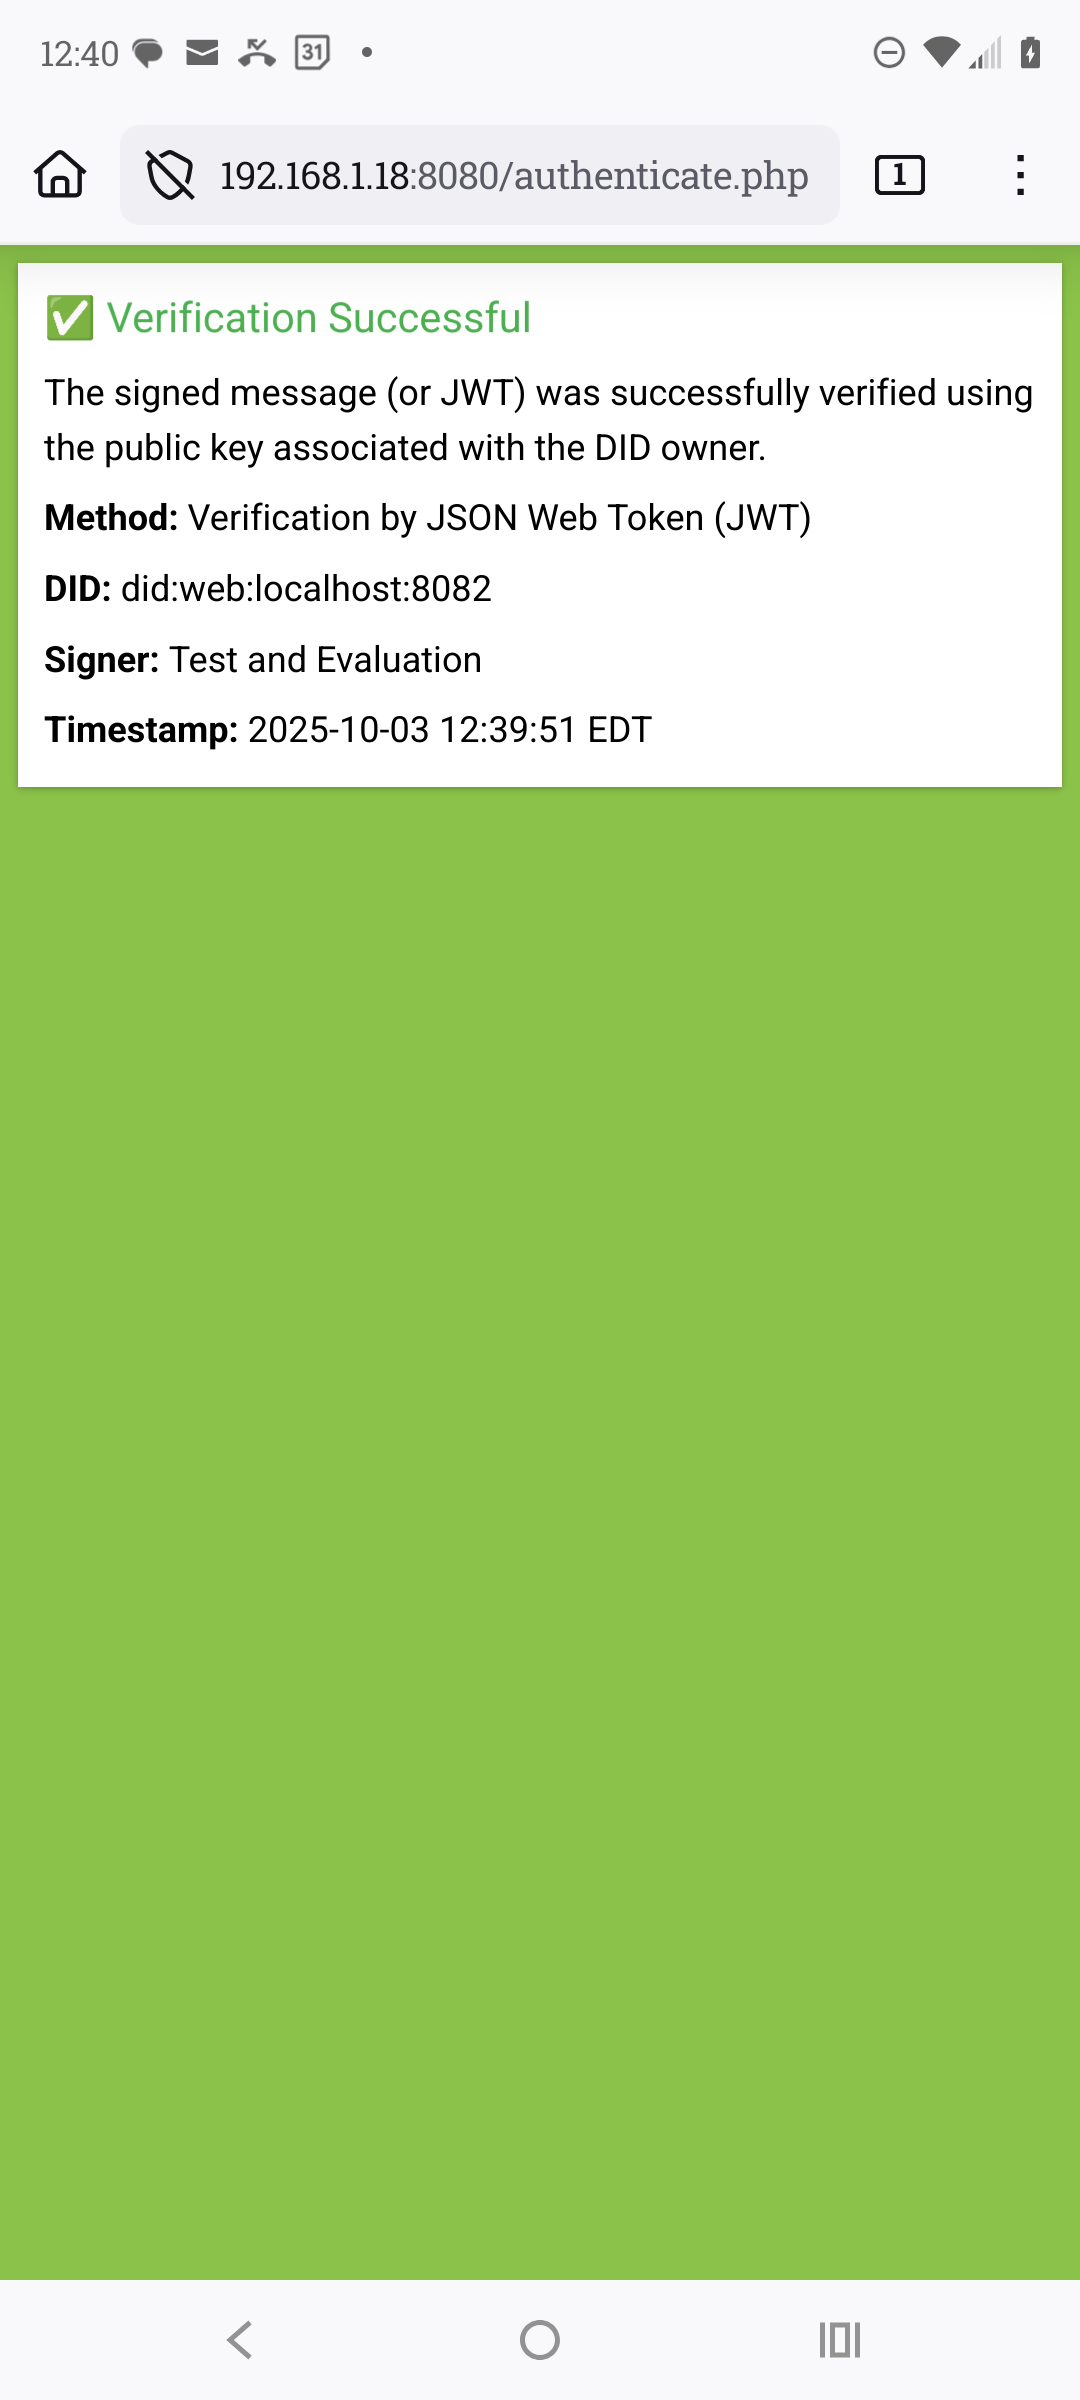 12:40
31
192.168.1.18:8080/authenticate.php
1
✅ Verification Successful
The signed message (or JWT) was successfully verified using
the public key associated with the DID owner.
Method: Verification by JSON Web Token (JWT)
DID: did:web:localhost:8082
Signer: Test and Evaluation
Timestamp: 2025-10-03 12:39:51 EDT